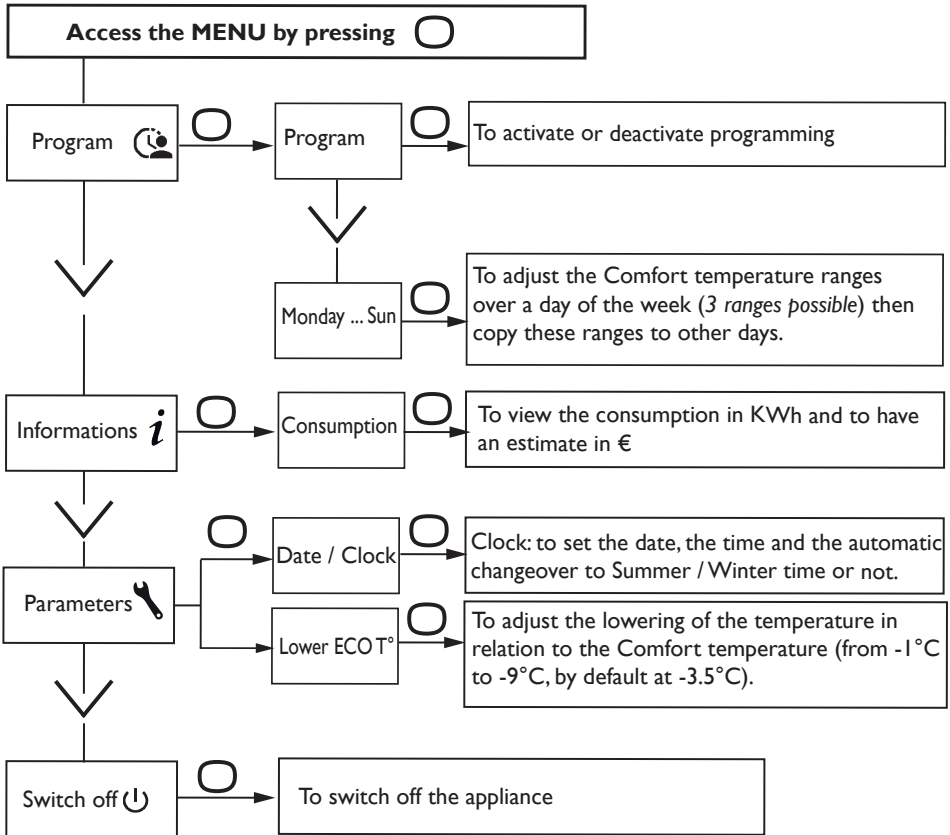 Access the MENU by pressing
Program
Program
To activate or deactivate programming
Monday ... Sun
To adjust the Comfort temperature ranges
over a day of the week (3 ranges possible) then
copy these ranges to other days.
Informations i
Consumption
To view the consumption in KWh and to have
an estimate in €
Parameters
Date / Clock
Clock: to set the date, the time and the automatic
changeover to Summer / Winter time or not.
Lower ECO T°
To adjust the lowering of the temperature in
relation to the Comfort temperature (from -1°C
to -9°C, by default at -3.5°C).
Switch off
To switch off the appliance